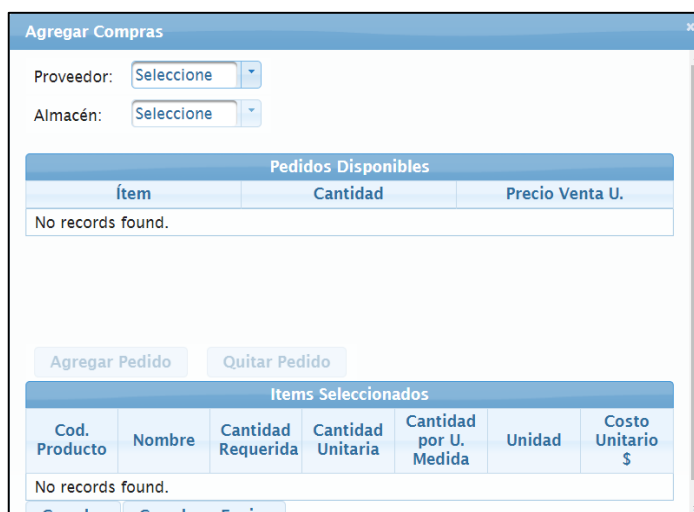 Agregar Compras
Proveedor: Seleccione
Almacén: Seleccione
Pedidos Disponibles
Ítem Cantidad Precio Venta U.
No records found.
Agregar Pedido Quitar Pedido
Items Seleccionados
Cod. Producto Nombre Cantidad Requerida Cantidad Unitaria Cantidad por U. Medida Unidad Costo Unitario $
No records found.